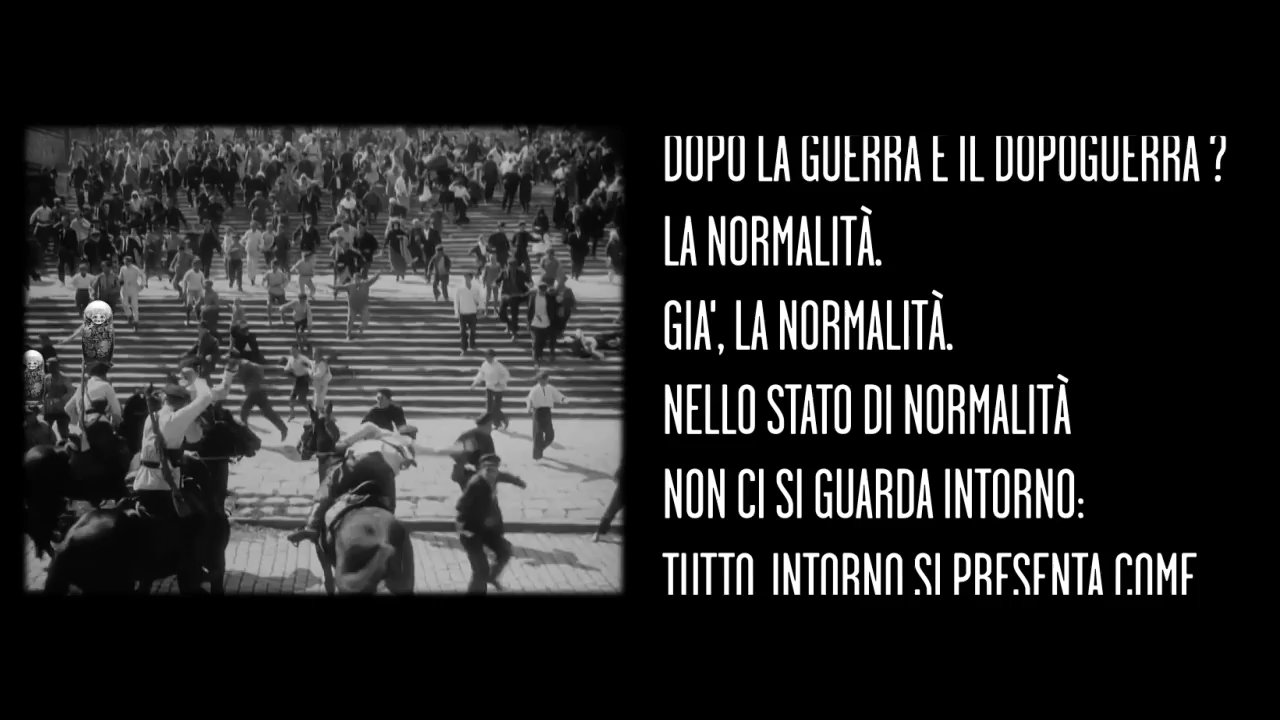 DOPO LA GUERRA E IL DOPOGUERRA ?
LA NORMALITÀ.
GIA', LA NORMALITÀ.
NELLO STATO DI NORMALITÀ
NON CI SI GUARDA INTORNO:
TUTTO, INTORNO SI PRESENTA COME